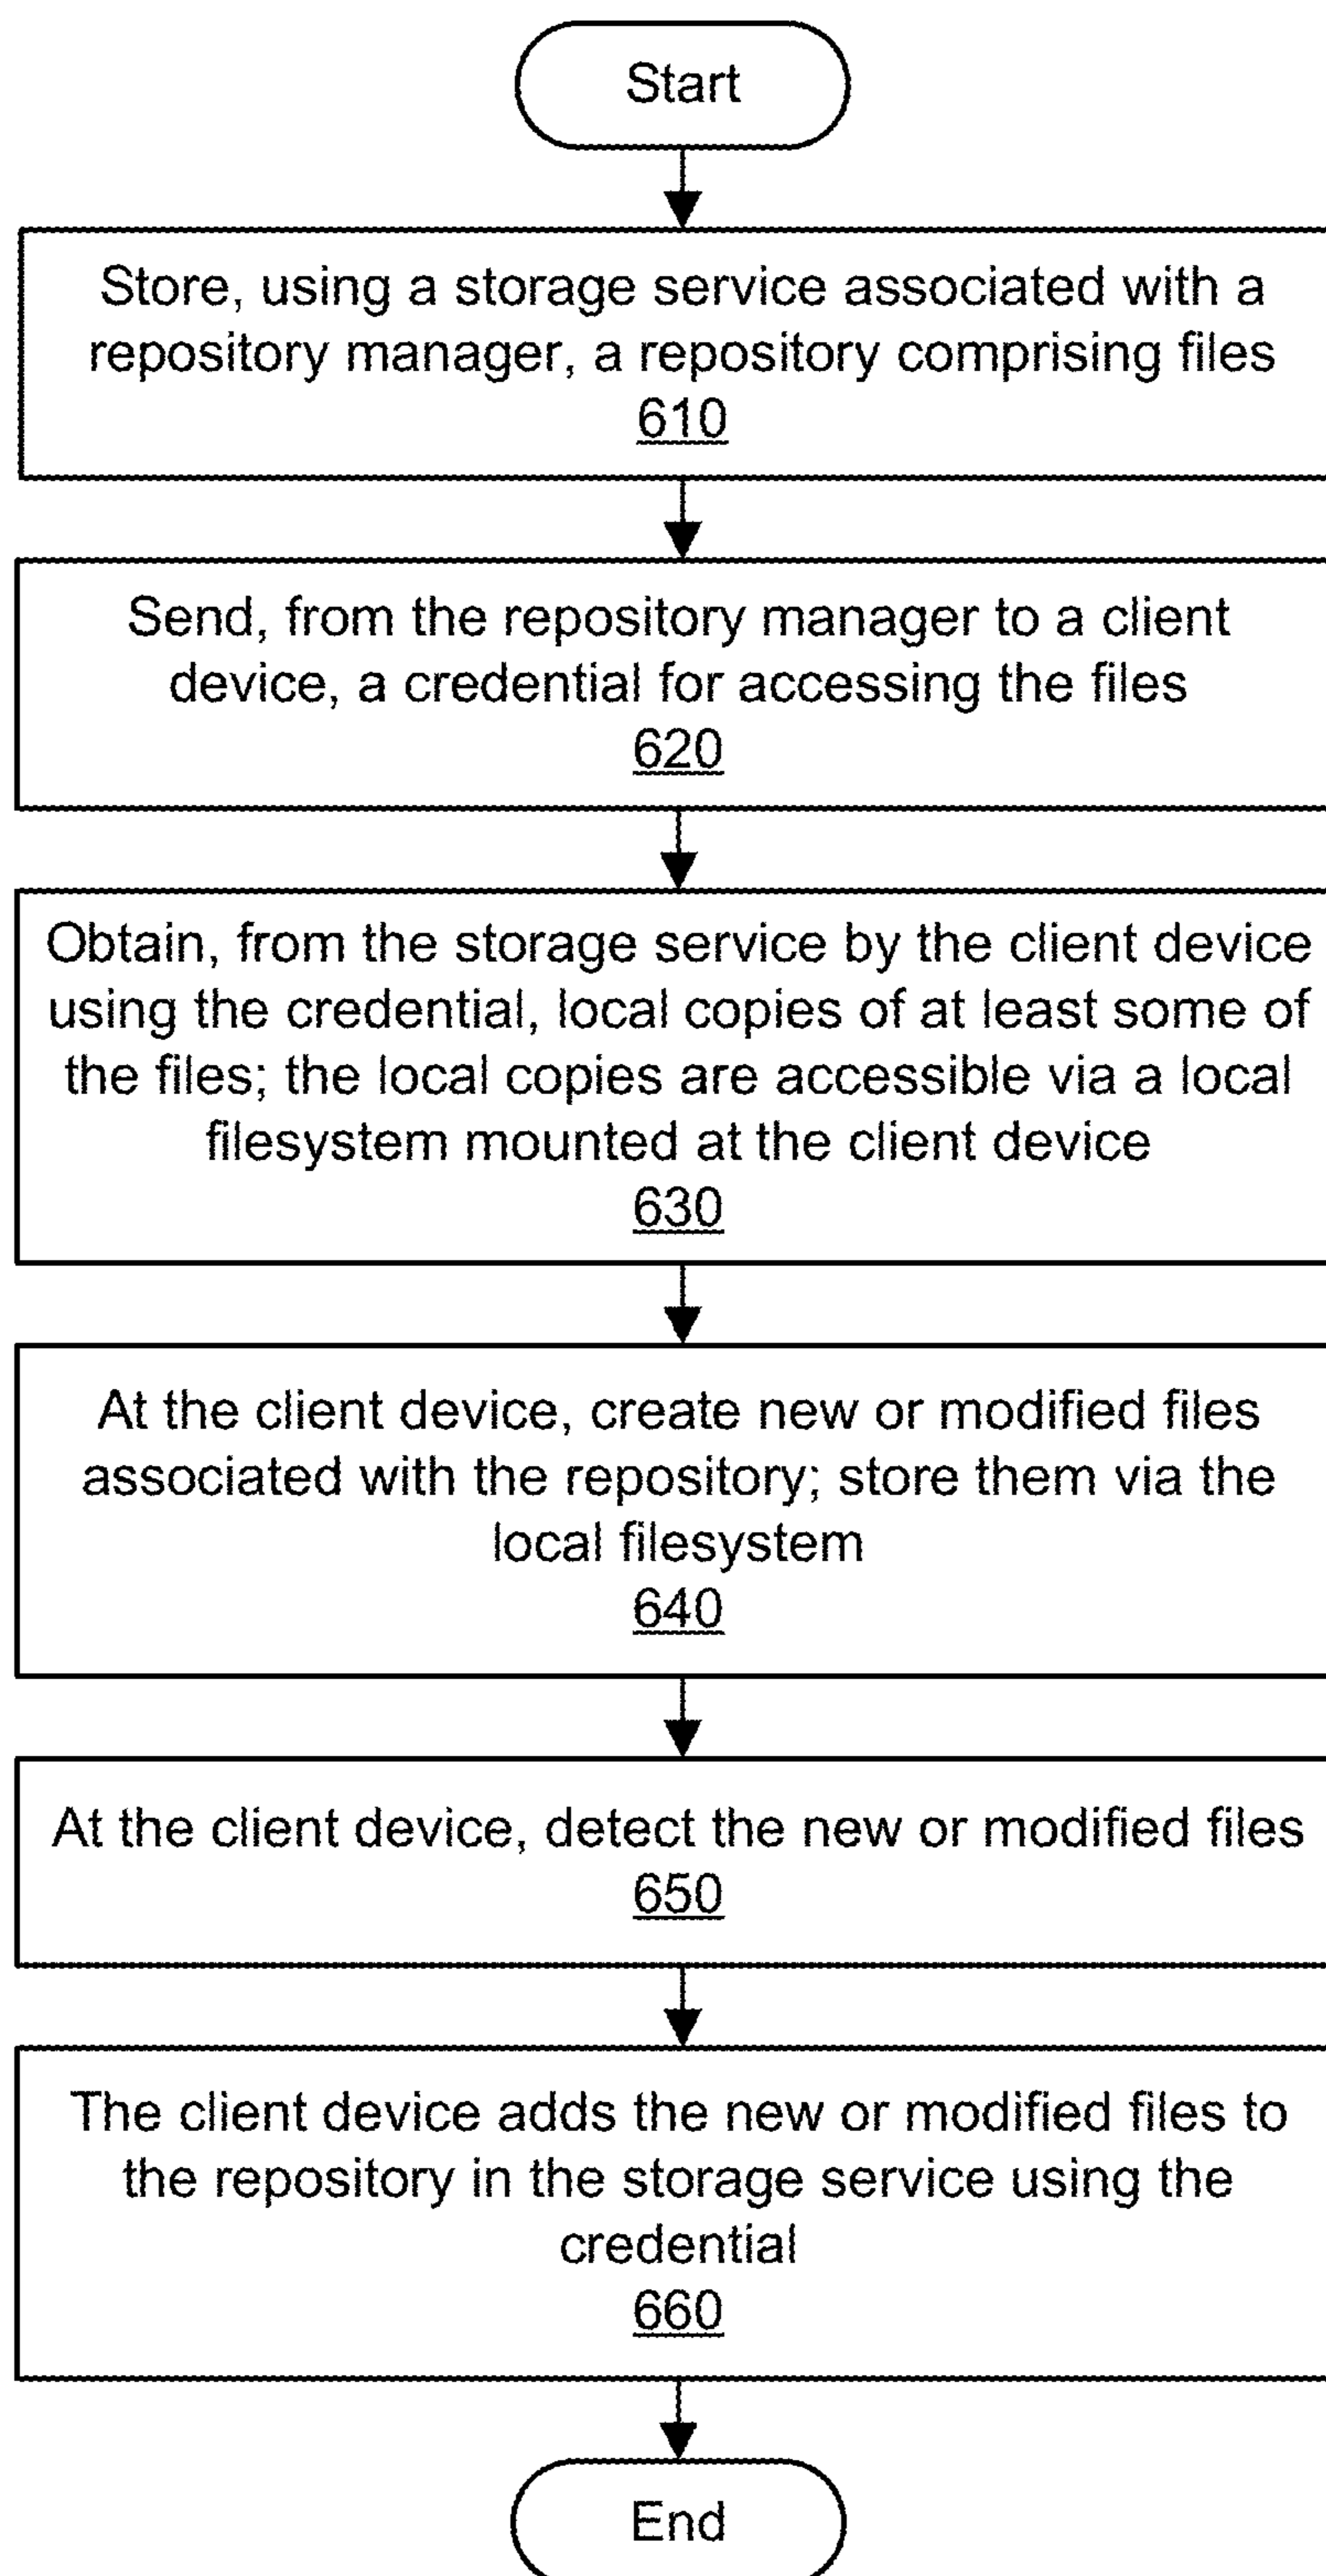 Start
Store, using a storage service associated with a
repository manager, a repository comprising files
610
Send, from the repository manager to a client
device, a credential for accessing the files
620
Obtain, from the storage service by the client device
using the credential, local copies of at least some of
the files; the local copies are accessible via a local
filesystem mounted at the client device
630
At the client device, create new or modified files
associated with the repository; store them via the
local filesystem
640
At the client device, detect the new or modified files
650
The client device adds the new or modified files to
the repository in the storage service using the
credential
660
End